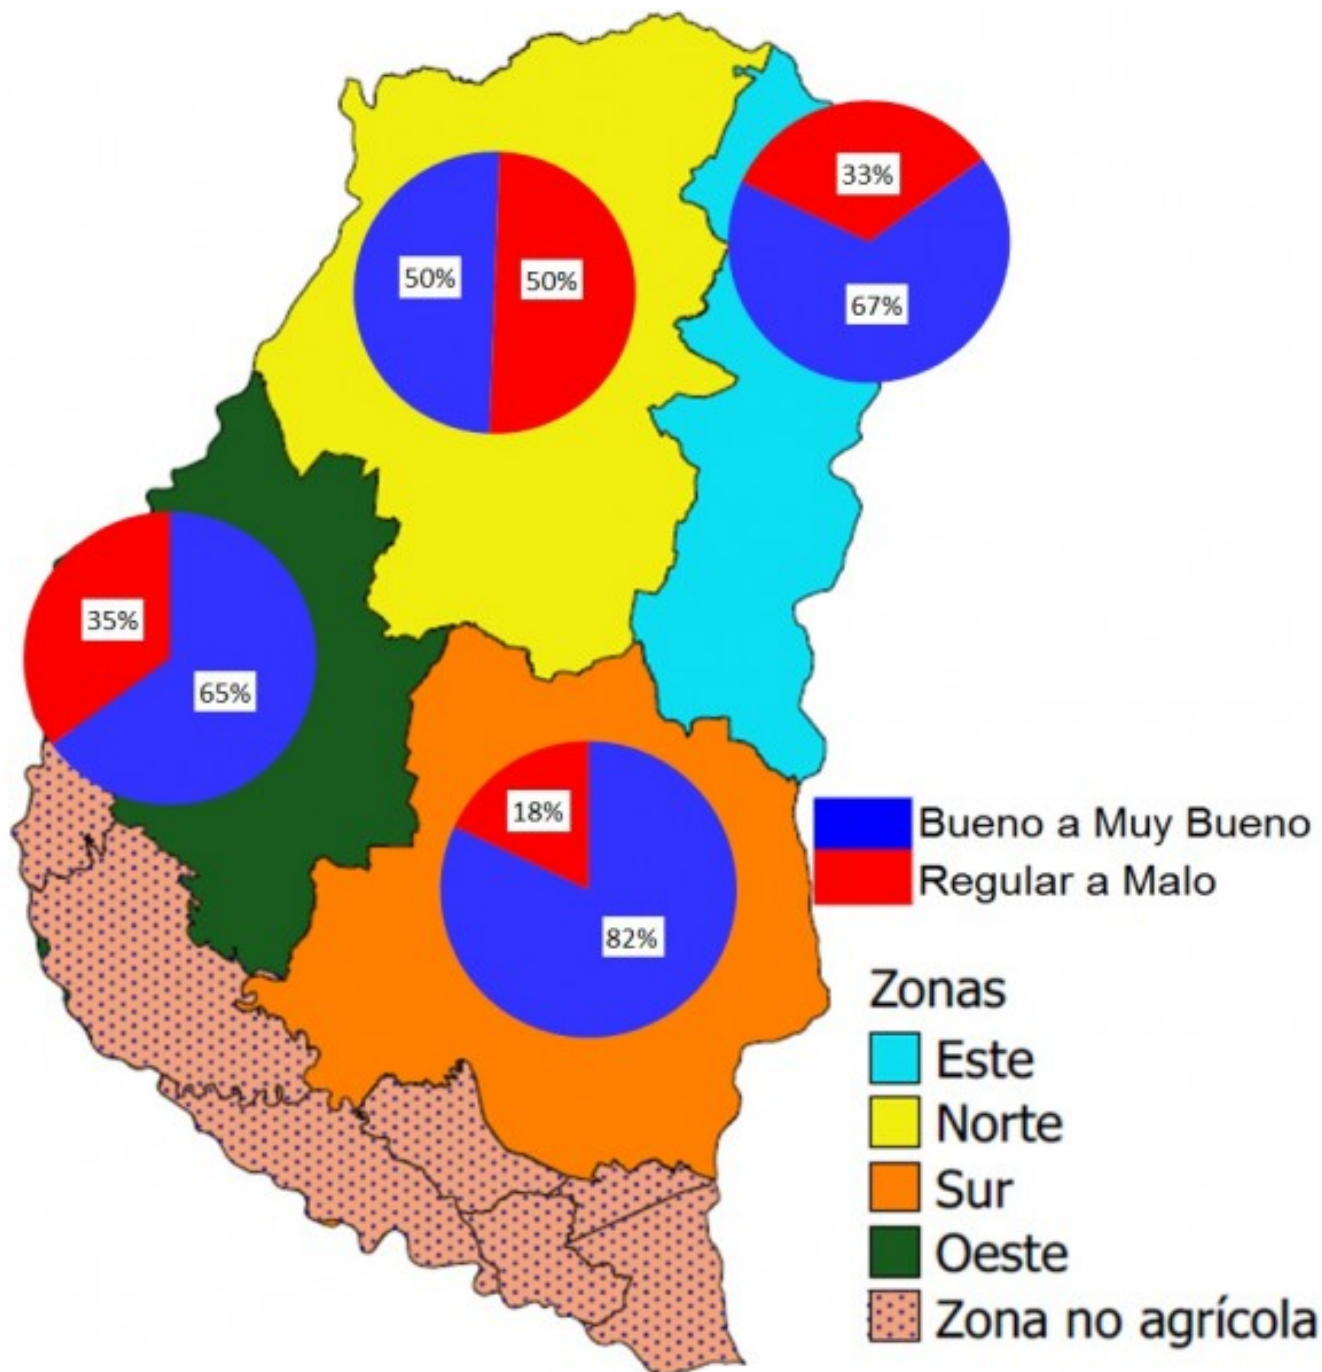 33%
50%
50%
67%
35%
65%
18%
82%
Bueno a Muy Bueno
Regular a Malo
Zonas
Este
Norte
Sur
Oeste
Zona no agrícola